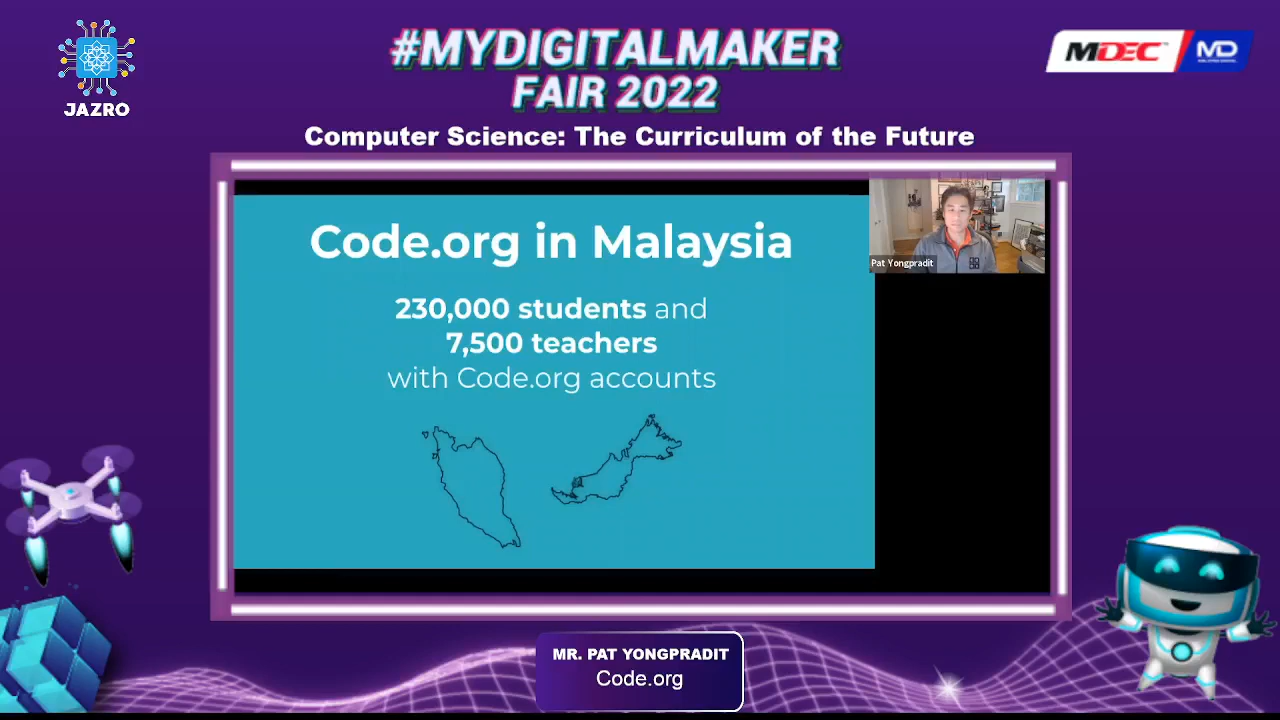 JAZRO
#MYDIGITALMAKER
FAIR 2022
MDEC
MD
Computer Science: The Curriculum of the Future
Code.org in Malaysia
230,000 students and
7,500 teachers
with Code.org accounts
Pat Yongpradit
MR. PAT YONGPRADIT
Code.org